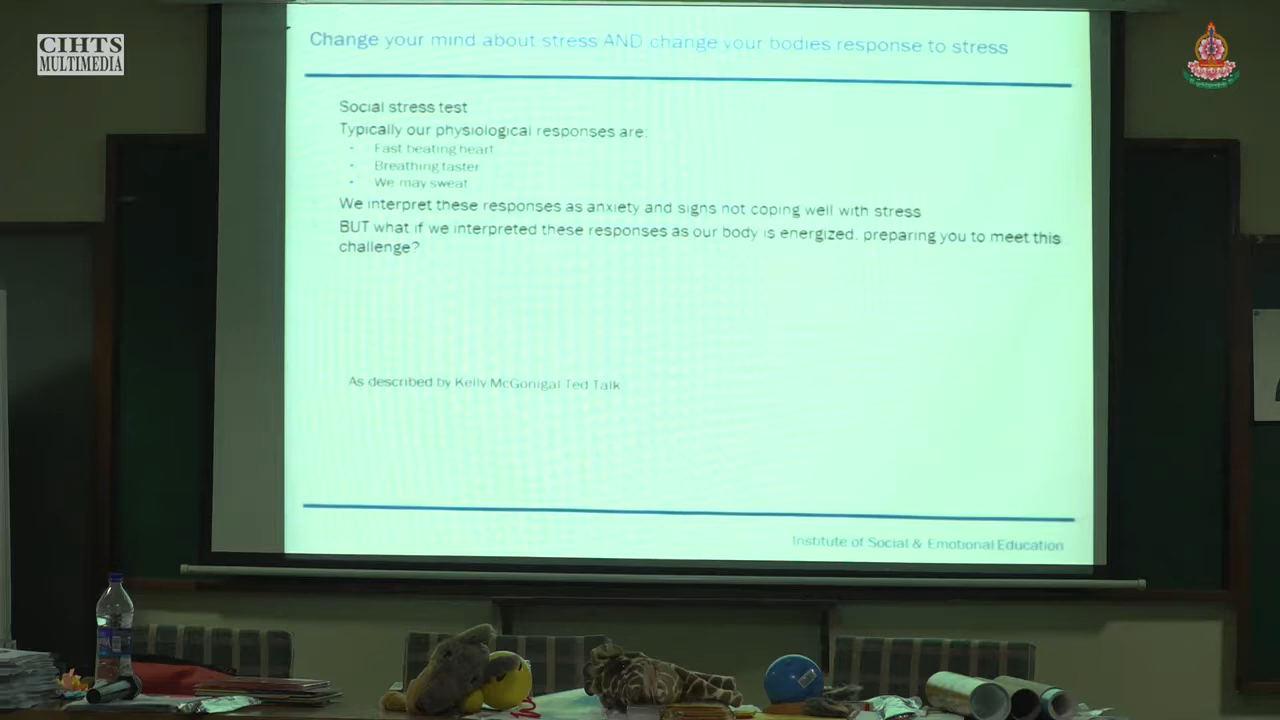 CIHTS
MULTIMEDIA
Change your mind about stress AND change your bodies response to stress
Social stress test
Typically our physiological responses are:
- Fast beating heart
- Breathing faster
- We may sweat
We interpret these responses as anxiety and signs not coping well with stress
BUT what if we interpreted these responses as our body is energized, preparing you to meet this
challenge?
As described by Kelly McGonigal Ted Talk
Institute of Social & Emotional Education